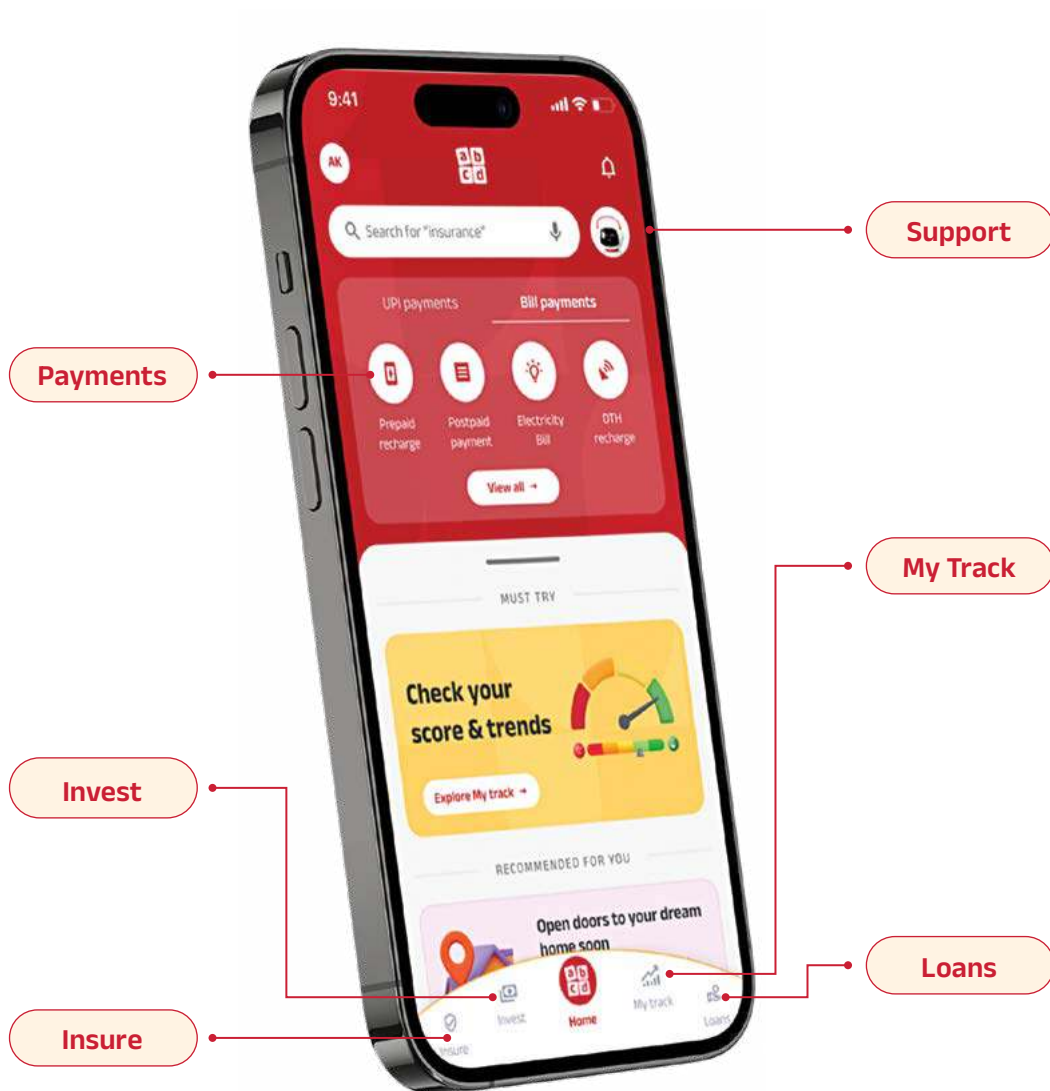 9:41
AK
a b
c d
Search for "insurance"
Support
UPI payments
Bill payments
Payments
Prepaid
recharge
Postpaid
payment
Electricity
Bill
DTH
recharge
View all →
My Track
MUST TRY
Check your
score & trends
Explore My track →
Invest
RECOMMENDED FOR YOU
Open doors to your dream
home soon
Loans
Insure
Insure
Invest
a b
c d
Home
My track
Loans